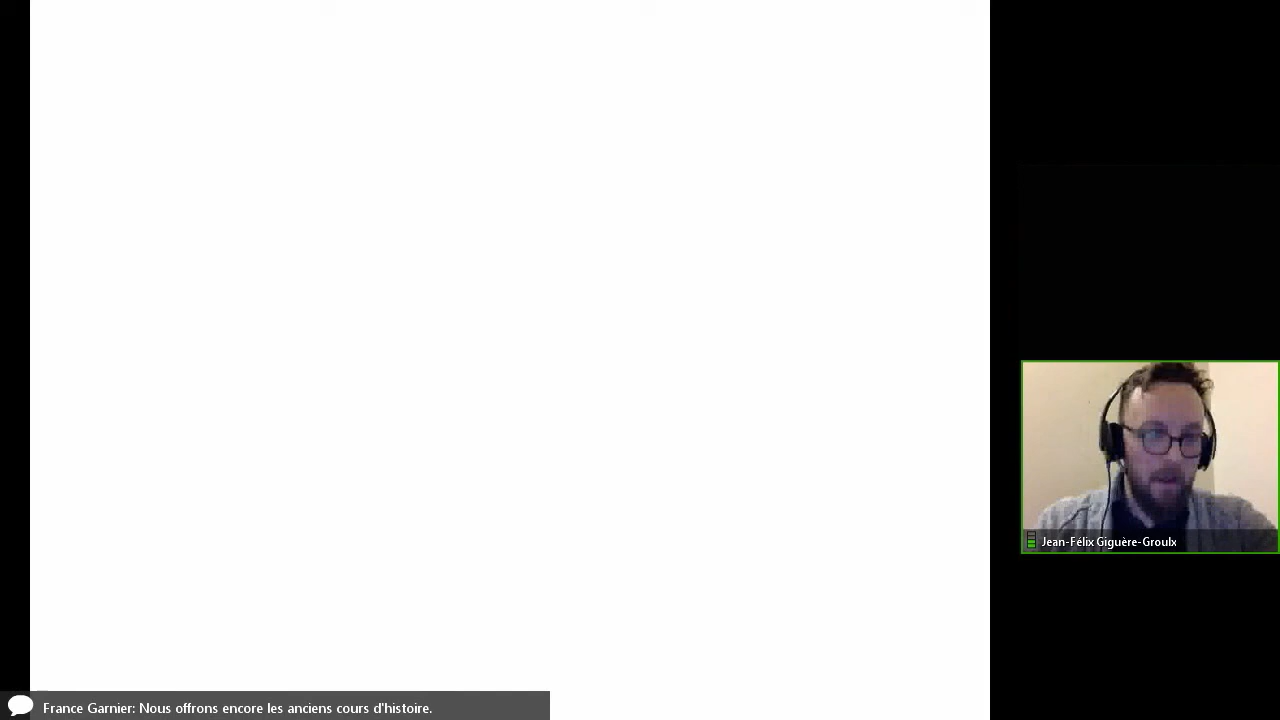 Jean-Félix Giguère-Groulx
France Garnier: Nous offrons encore les anciens cours d'histoire.